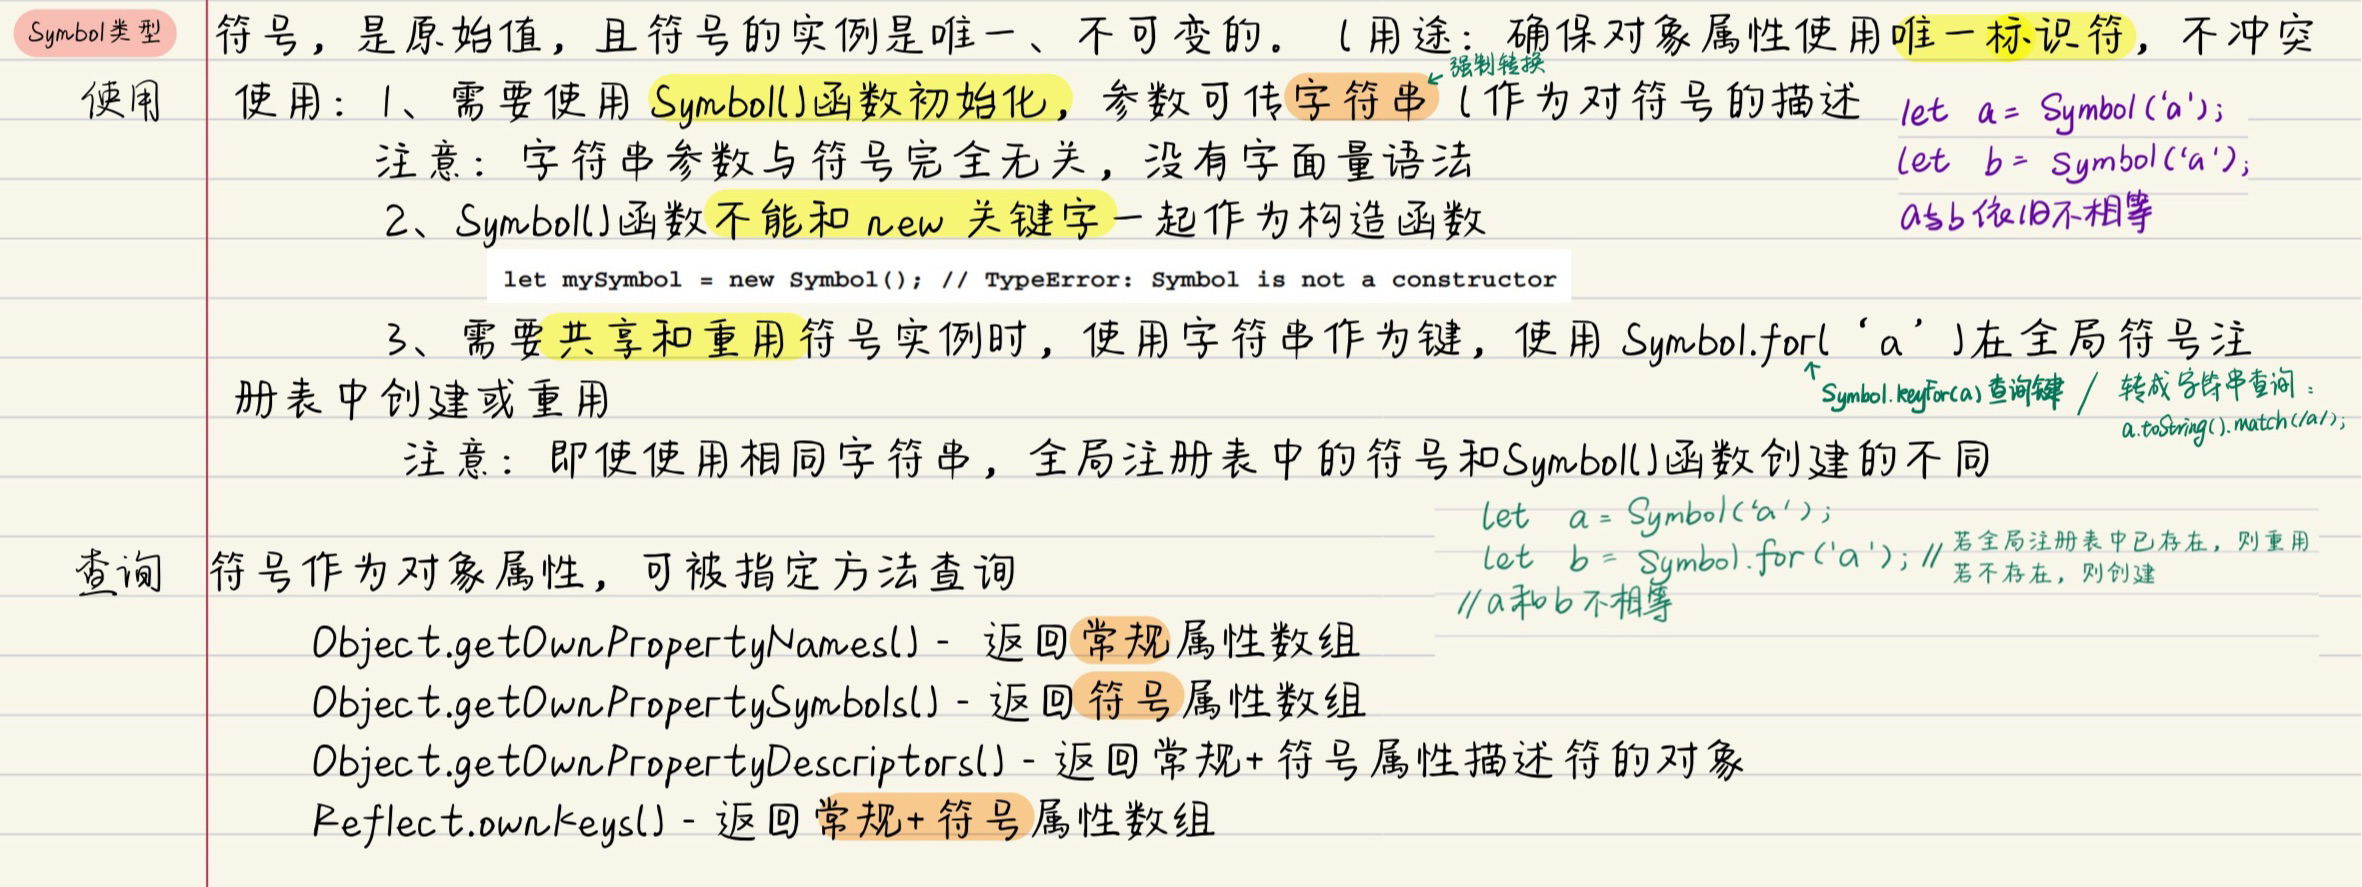 Symbol类型
符号，是原始值，且符号的实例是唯一、不可变的。（用途：确保对象属性使用唯一标识符，不冲突
强制转换
使用
使用：1、需要使用 Symbol()函数初始化，参数可传字符串（作为对符号的描述
let a = Symbol('a');
let b = Symbol('a');
a与b依旧不相等
注意：字符串参数与符号完全无关，没有字面量语法
2、Symbol()函数不能和 new 关键字一起作为构造函数
let mySymbol = new Symbol(); // TypeError: Symbol is not a constructor
3、需要共享和重用符号实例时，使用字符串作为键，使用 Symbol.for( 'a' )在全局符号注
册表中创建或重用
Symbol.keyFor(a) 查询键 / 转成字符串查询：
a.toString().match(/a/);
注意：即使使用相同字符串，全局注册表中的符号和Symbol()函数创建的不同
let a = Symbol('a');
let b = Symbol.for('a'); // 若全局注册表中已存在，则重用
若不存在，则创建
// a和b不相等
查询
符号作为对象属性，可被指定方法查询
Object.getOwnPropertyNames() - 返回常规属性数组
Object.getOwnPropertySymbols() - 返回符号属性数组
Object.getOwnPropertyDescriptors() - 返回常规+符号属性描述符的对象
Reflect.ownkeys() - 返回常规+符号属性数组